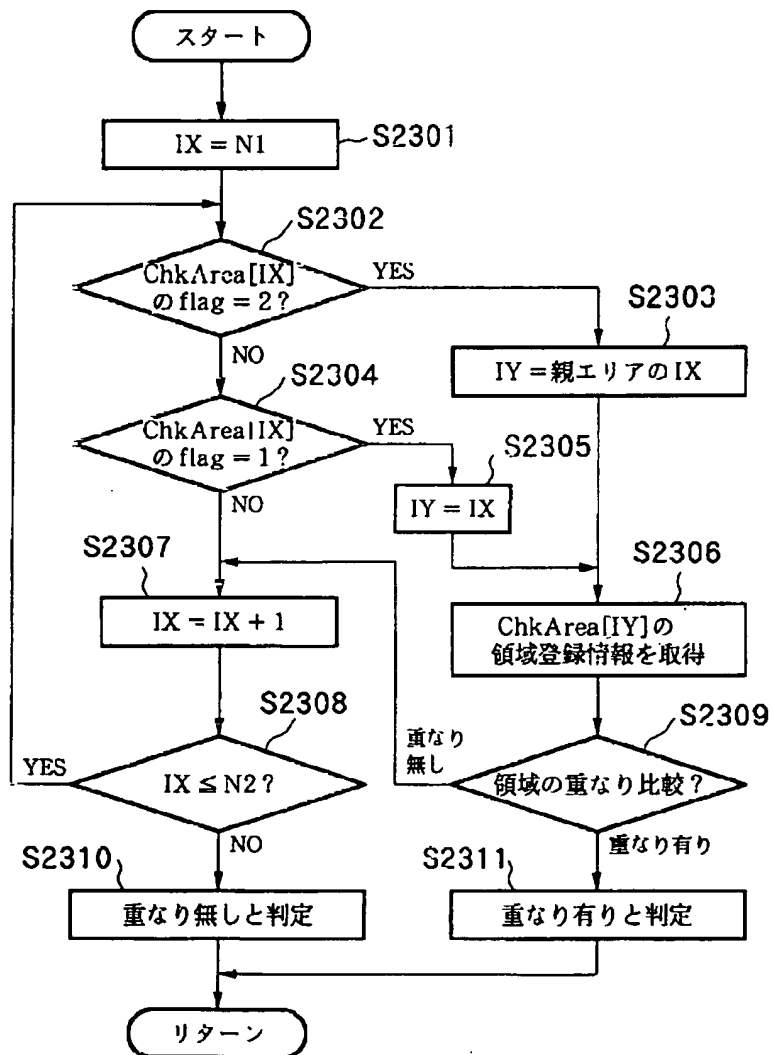 スタート
IX = N1
S2301
S2302
ChkArea[IX]
のflag = 2?
YES
NO
S2303
IY = 親エリアのIX
S2304
ChkArea[IX]
のflag = 1?
YES
NO
S2305
IY = IX
S2306
ChkArea[IY]の
領域登録情報を取得
S2307
IX = IX + 1
S2308
IX ≦ N2?
YES
NO
S2309
領域の重なり比較?
重なり
無し
重なり有り
S2310
重なり無しと判定
S2311
重なり有りと判定
リターン